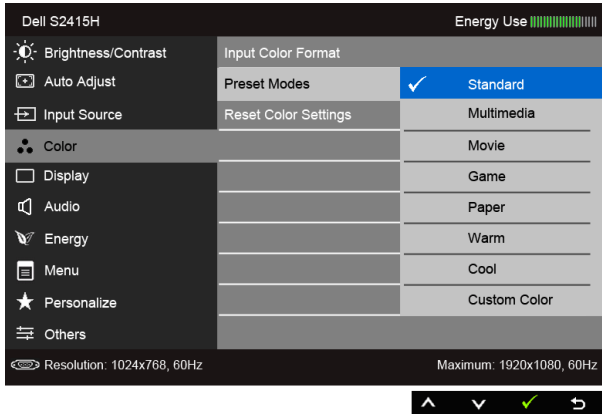 Dell S2415H Energy Use
Brightness/Contrast Input Color Format
Auto Adjust Preset Modes Standard
Input Source Reset Color Settings Multimedia
Color Movie
Display Game
Audio Paper
Energy Warm
Menu Cool
Personalize Custom Color
Others
Resolution: 1024x768, 60Hz Maximum: 1920x1080, 60Hz